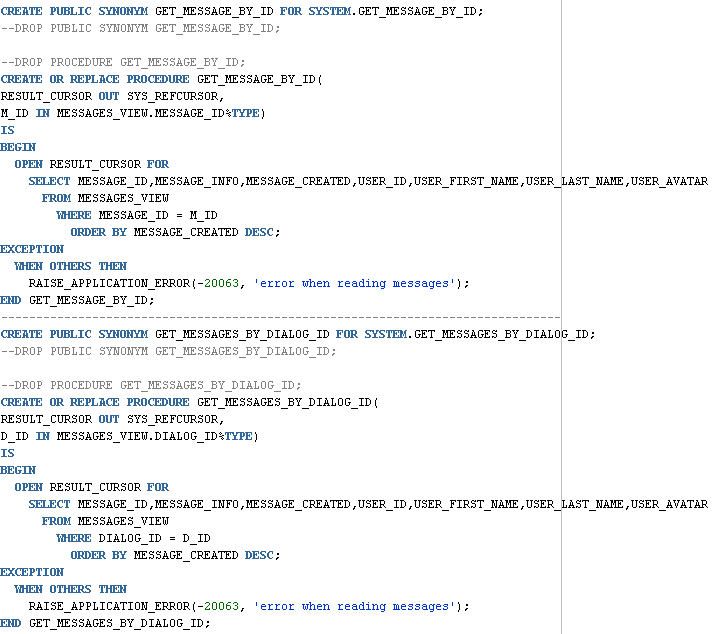 CREATE PUBLIC SYNONYM GET_MESSAGE_BY_ID FOR SYSTEM.GET_MESSAGE_BY_ID;
--DROP PUBLIC SYNONYM GET_MESSAGE_BY_ID;

--DROP PROCEDURE GET_MESSAGE_BY_ID;
CREATE OR REPLACE PROCEDURE GET_MESSAGE_BY_ID(
RESULT_CURSOR OUT SYS_REFCURSOR,
M_ID IN MESSAGES_VIEW.MESSAGE_ID%TYPE)
IS
BEGIN
  OPEN RESULT_CURSOR FOR
    SELECT MESSAGE_ID,MESSAGE_INFO,MESSAGE_CREATED,USER_ID,USER_FIRST_NAME,USER_LAST_NAME,USER_AVATAR
      FROM MESSAGES_VIEW
        WHERE MESSAGE_ID = M_ID
          ORDER BY MESSAGE_CREATED DESC;
EXCEPTION
  WHEN OTHERS THEN
    RAISE_APPLICATION_ERROR(-20063, 'error when reading messages');
END GET_MESSAGE_BY_ID;
--------------------------------------------------------------------------------
CREATE PUBLIC SYNONYM GET_MESSAGES_BY_DIALOG_ID FOR SYSTEM.GET_MESSAGES_BY_DIALOG_ID;
--DROP PUBLIC SYNONYM GET_MESSAGES_BY_DIALOG_ID;

--DROP PROCEDURE GET_MESSAGES_BY_DIALOG_ID;
CREATE OR REPLACE PROCEDURE GET_MESSAGES_BY_DIALOG_ID(
RESULT_CURSOR OUT SYS_REFCURSOR,
D_ID IN MESSAGES_VIEW.DIALOG_ID%TYPE)
IS
BEGIN
  OPEN RESULT_CURSOR FOR
    SELECT MESSAGE_ID,MESSAGE_INFO,MESSAGE_CREATED,USER_ID,USER_FIRST_NAME,USER_LAST_NAME,USER_AVATAR
      FROM MESSAGES_VIEW
        WHERE DIALOG_ID = D_ID
          ORDER BY MESSAGE_CREATED DESC;
EXCEPTION
  WHEN OTHERS THEN
    RAISE_APPLICATION_ERROR(-20063, 'error when reading messages');
END GET_MESSAGES_BY_DIALOG_ID;